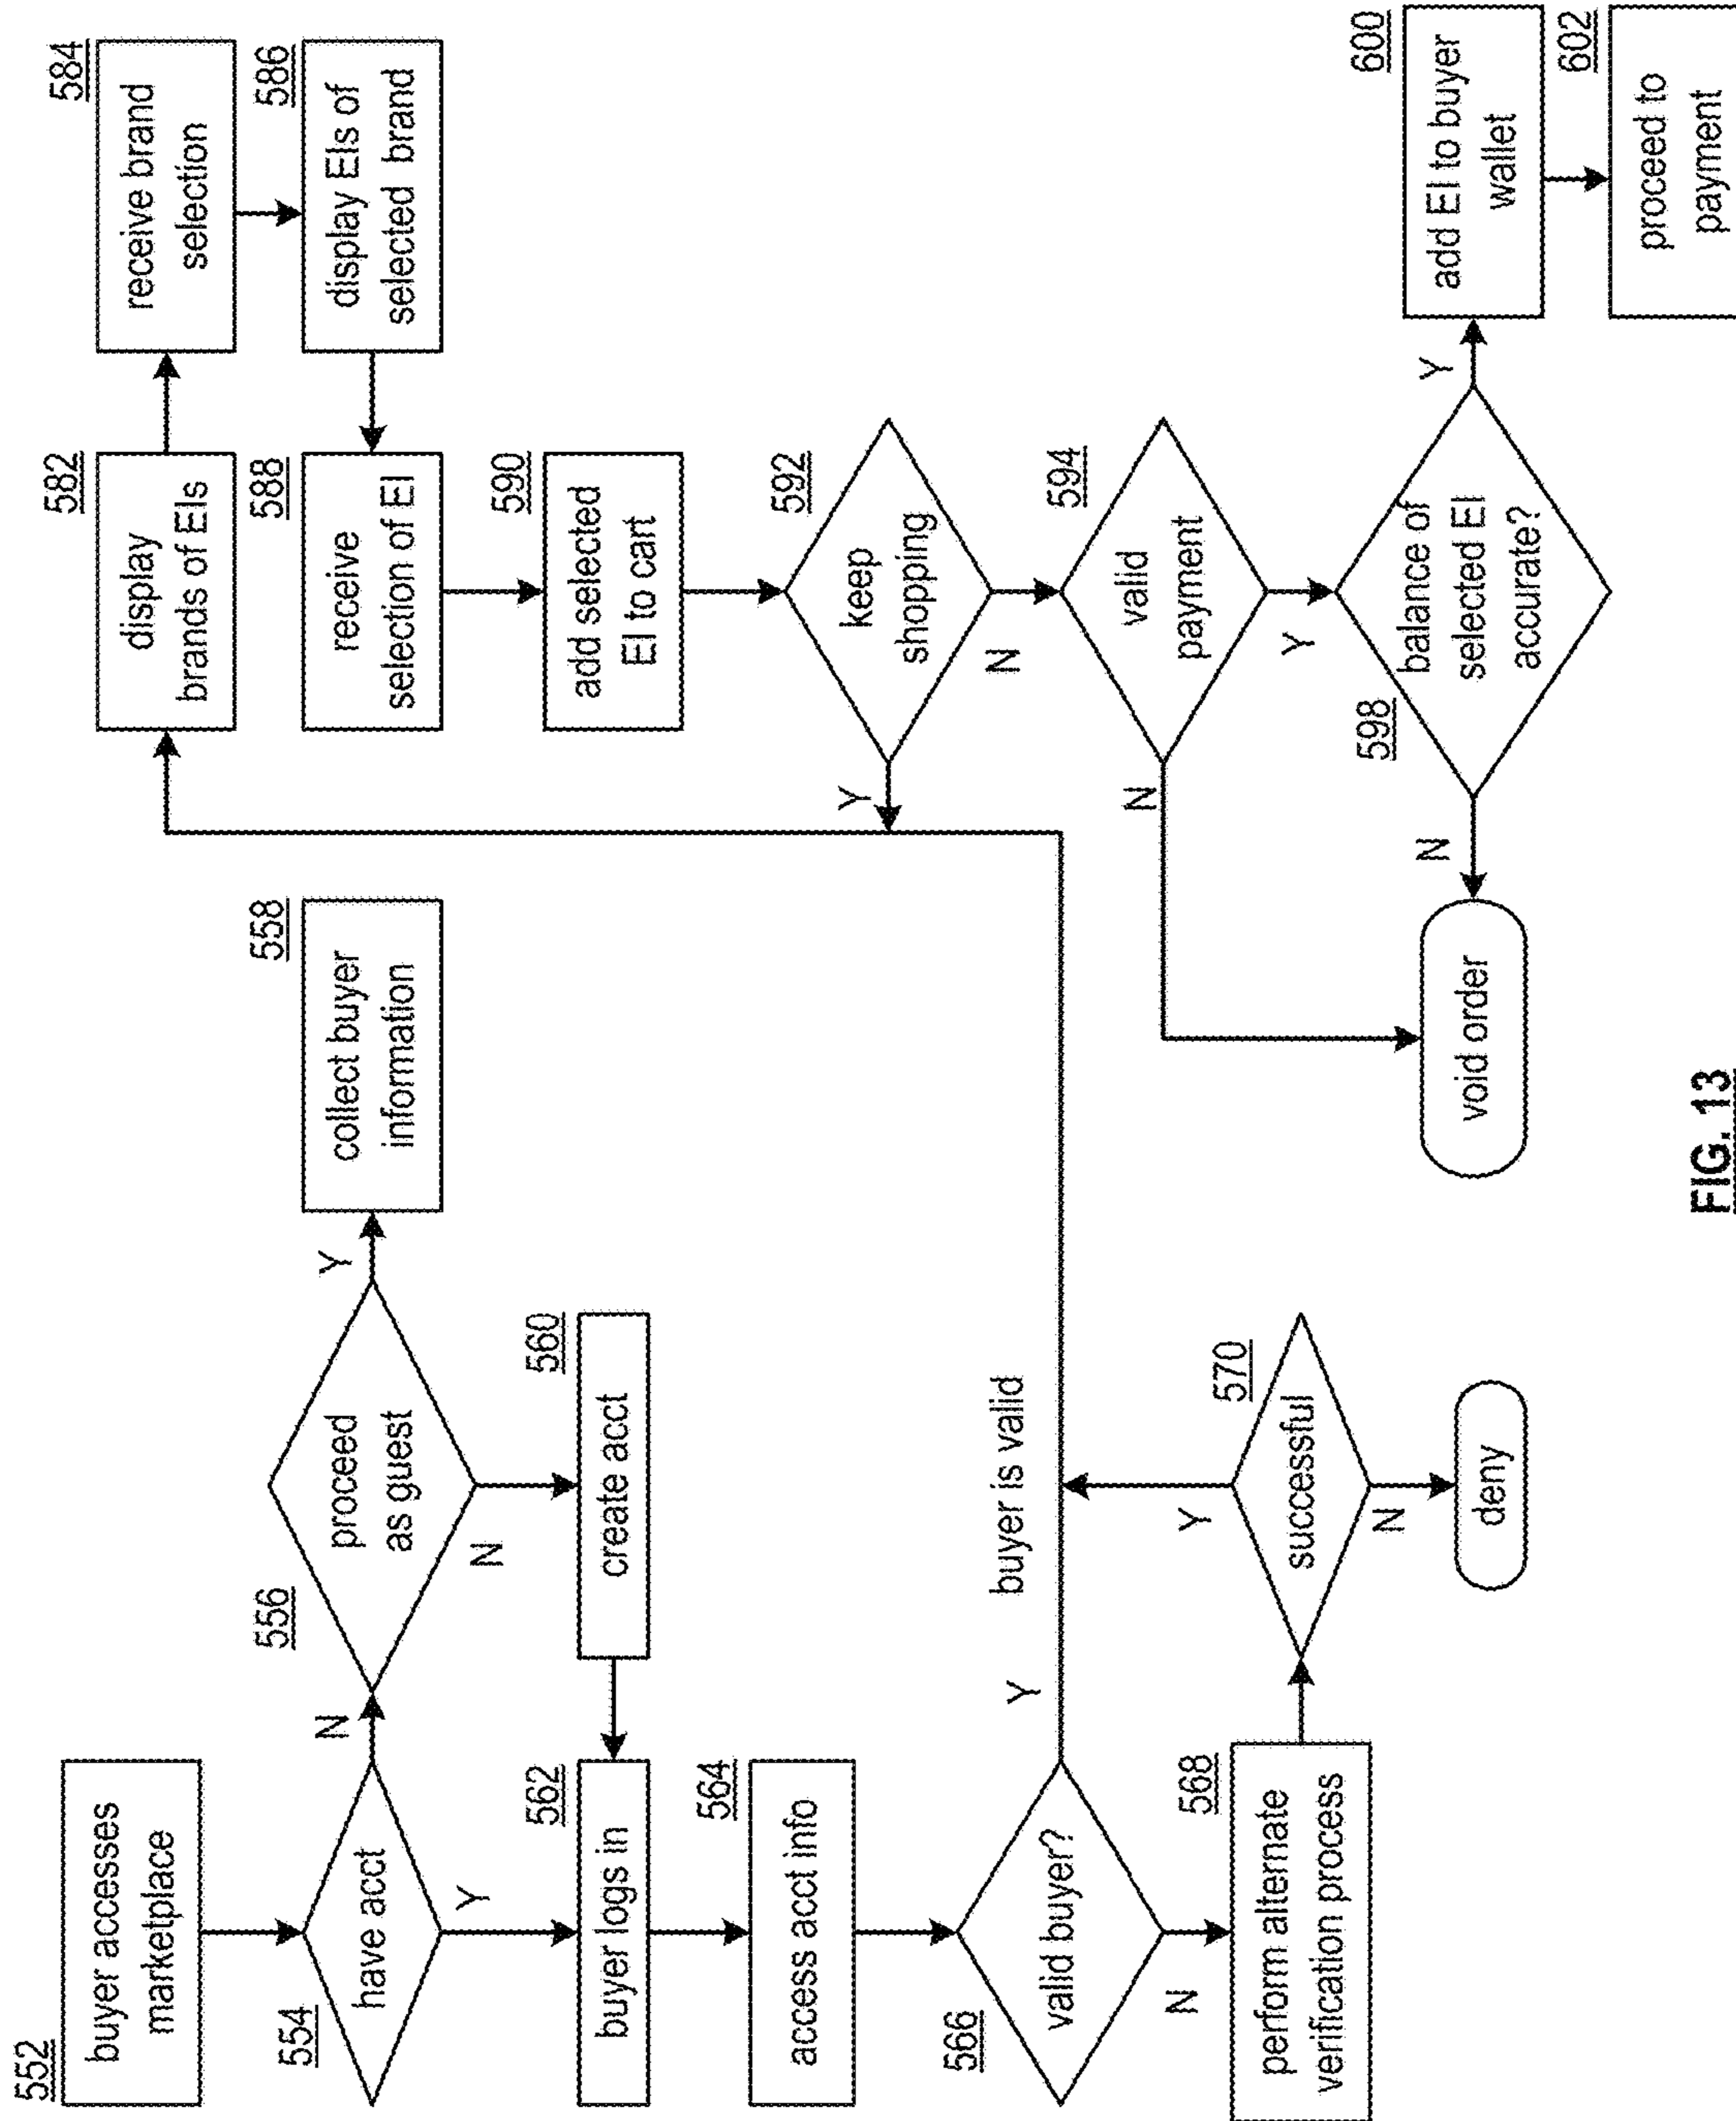 552
buyer accesses
marketplace
554
have acct
N
Y
556
proceed
as guest
Y
N
558
collect buyer
information
560
create acct
562
buyer logs in
564
access acct info
566
valid buyer?
Y
buyer is valid
N
568
perform alternate
verification process
570
successful
Y
N
deny
582
display
brands of EIs
584
receive brand
selection
586
display EIs of
selected brand
588
receive
selection of EI
590
add selected
EI to cart
592
keep
shopping
Y
N
594
valid
payment
N
Y
598
balance of
selected EI
accurate?
N
Y
void order
600
add EI to buyer
wallet
602
proceed to
payment
FIG. 13